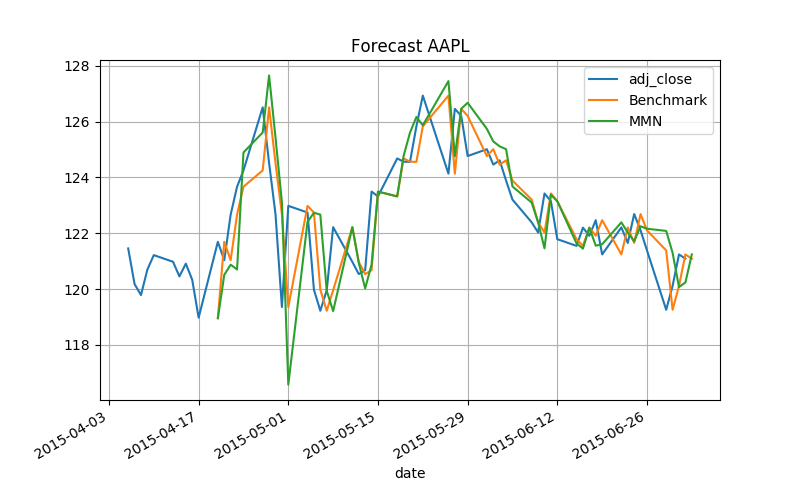 Forecast AAPL
128
126
124
122
120
118
adj_close
Benchmark
MMN
2015-04-03
2015-04-17
2015-05-01
2015-05-15
2015-05-29
2015-06-12
2015-06-26
date